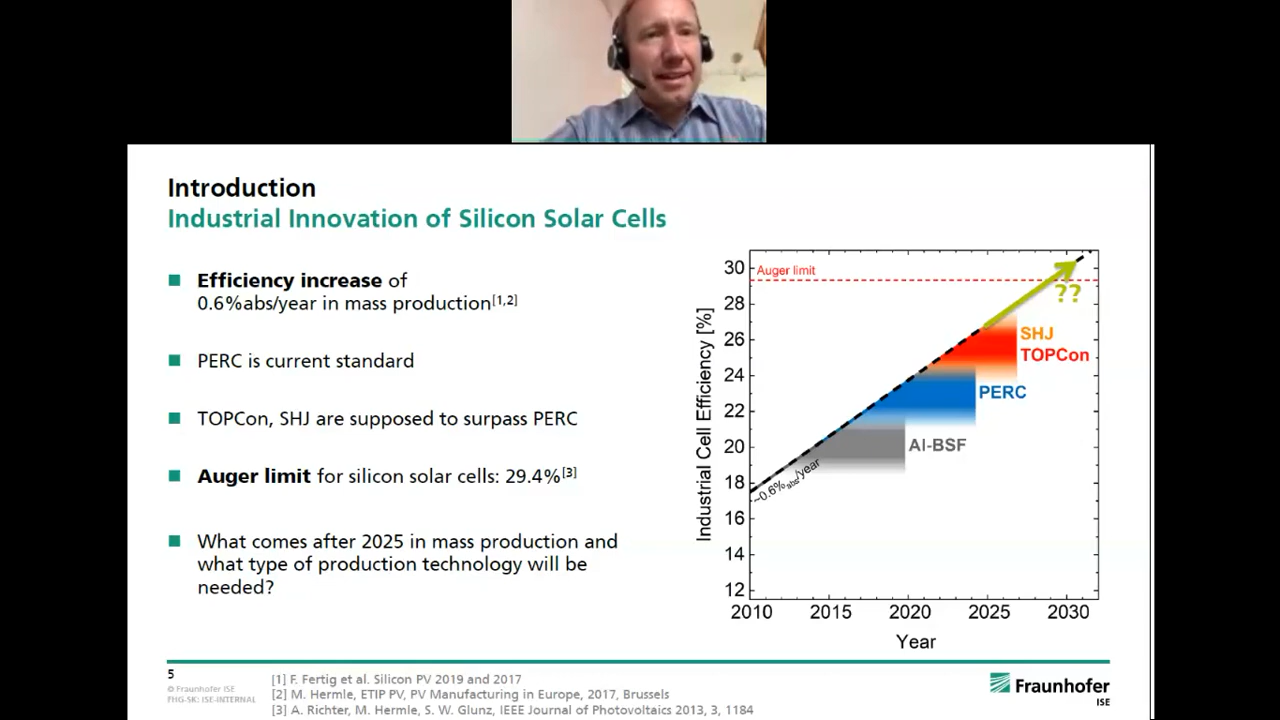 Introduction
Industrial Innovation of Silicon Solar Cells
Efficiency increase of
0.6%abs/year in mass production[1,2]
PERC is current standard
TOPCon, SHJ are supposed to surpass PERC
Auger limit for silicon solar cells: 29.4%[3]
What comes after 2025 in mass production and
what type of production technology will be
needed?
Industrial Cell Efficiency [%]
30
28
26
24
22
20
18
16
14
12
Auger limit
??
SHJ
TOPCon
PERC
Al-BSF
~0.6%abs/year
2010 2015 2020 2025 2030
Year
5
© Fraunhofer ISE
FHG-SK: ISE-INTERNAL
[1] F. Fertig et al. Silicon PV 2019 and 2017
[2] M. Hermle, ETIP PV, PV Manufacturing in Europe, 2017, Brussels
[3] A. Richter, M. Hermle, S. W. Glunz, IEEE Journal of Photovoltaics 2013, 3, 1184
Fraunhofer
ISE